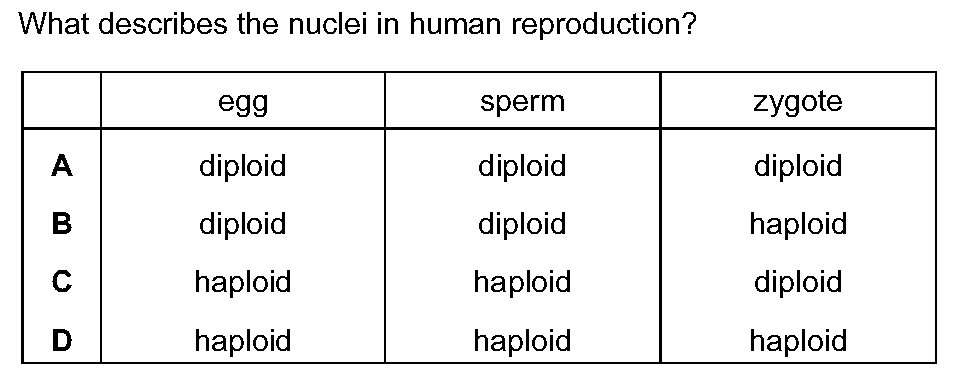 What describes the nuclei in human reproduction?
egg sperm zygote
A diploid diploid diploid
B diploid diploid haploid
C haploid haploid diploid
D haploid haploid haploid